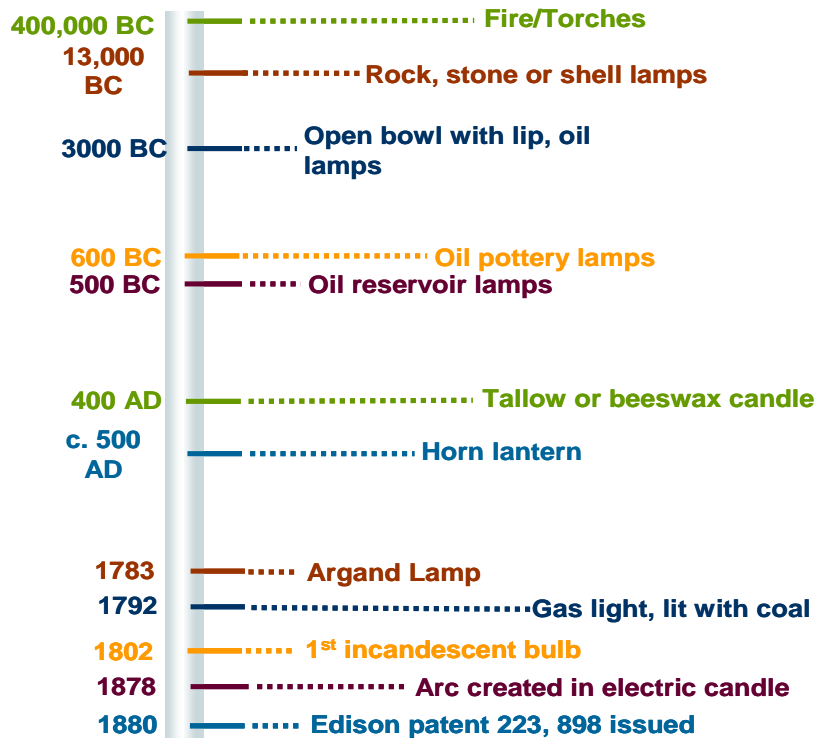 400,000 BC Fire/Torches
13,000
BC
Rock, stone or shell lamps
3000 BC
Open bowl with lip, oil
lamps
600 BC Oil pottery lamps
500 BC Oil reservoir lamps
400 AD Tallow or beeswax candle
c. 500
AD
Horn lantern
1783 Argand Lamp
1792 Gas light, lit with coal
1802 1st incandescent bulb
1878 Arc created in electric candle
1880 Edison patent 223, 898 issued